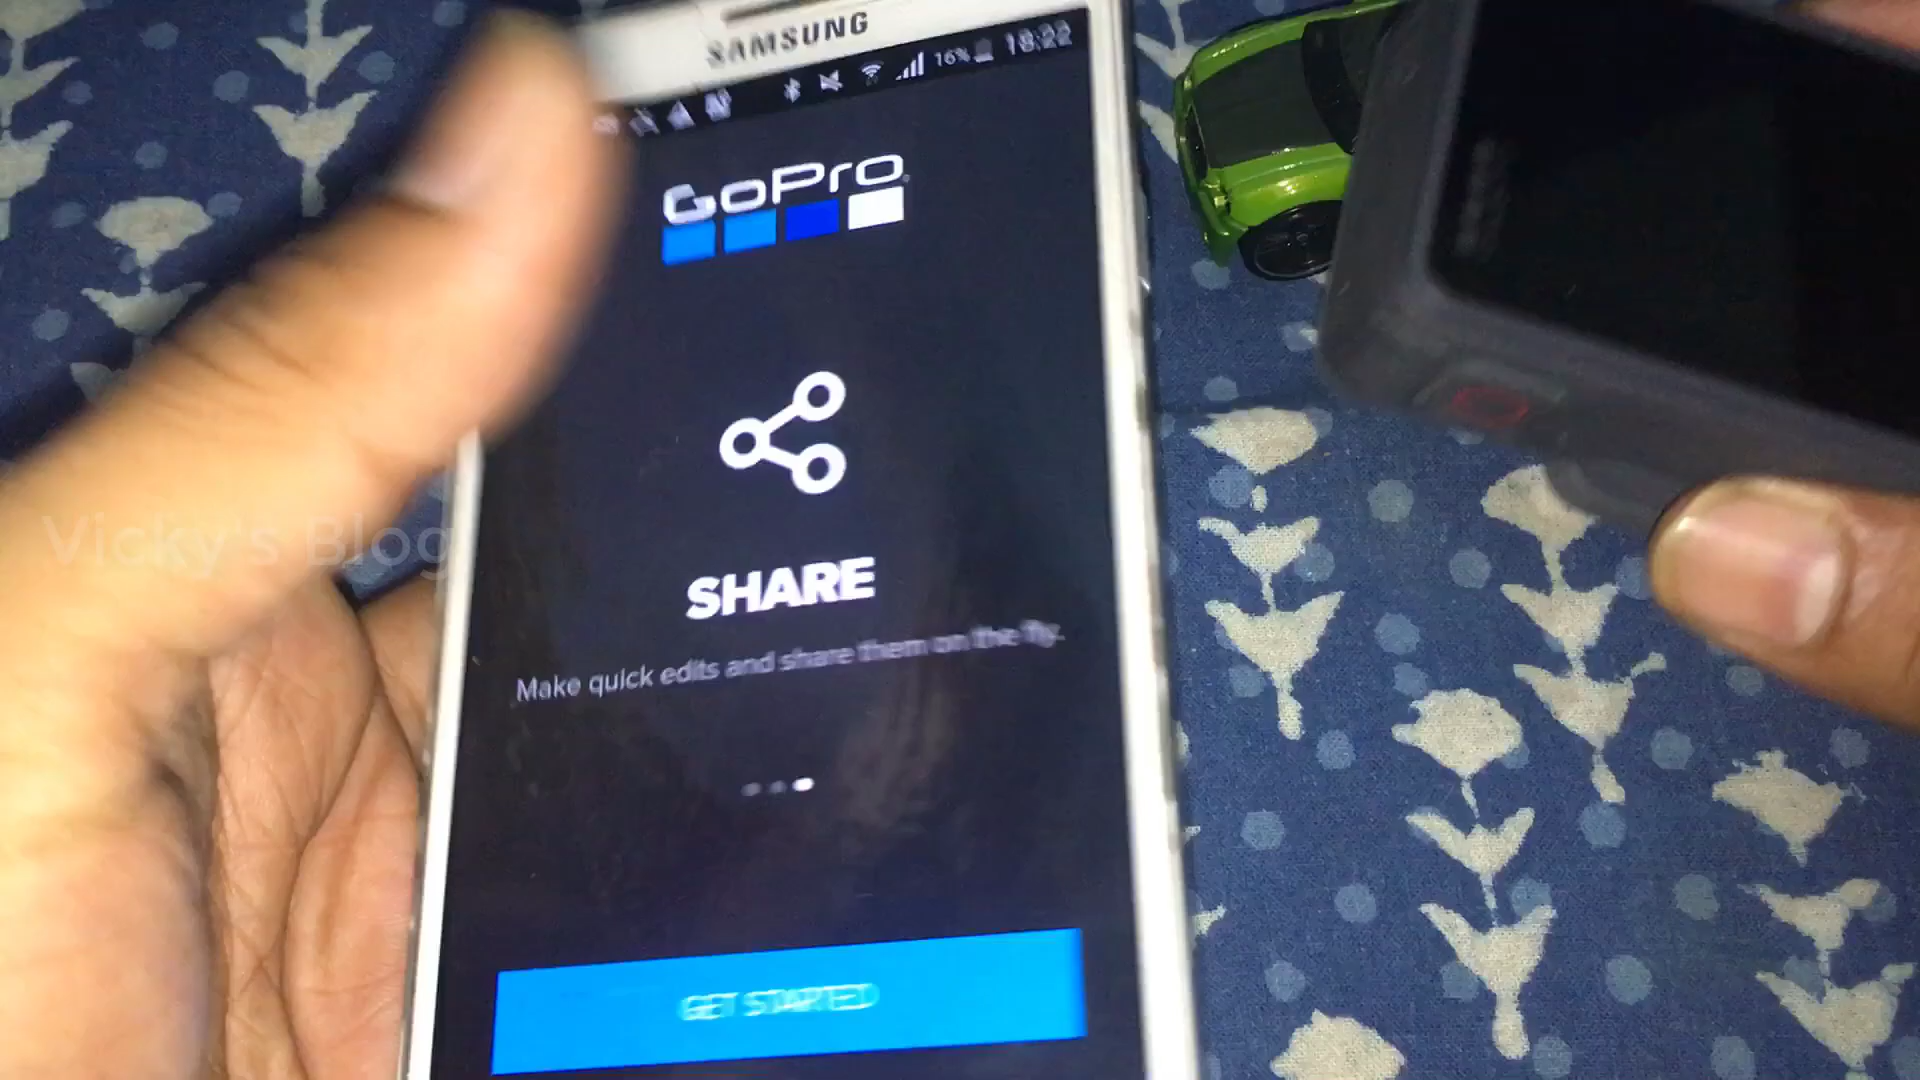 SAMSUNG
16% 18:22
GoPro
SHARE
Make quick edits and share them on the fly.
GET STARTED
Vicky's Blog